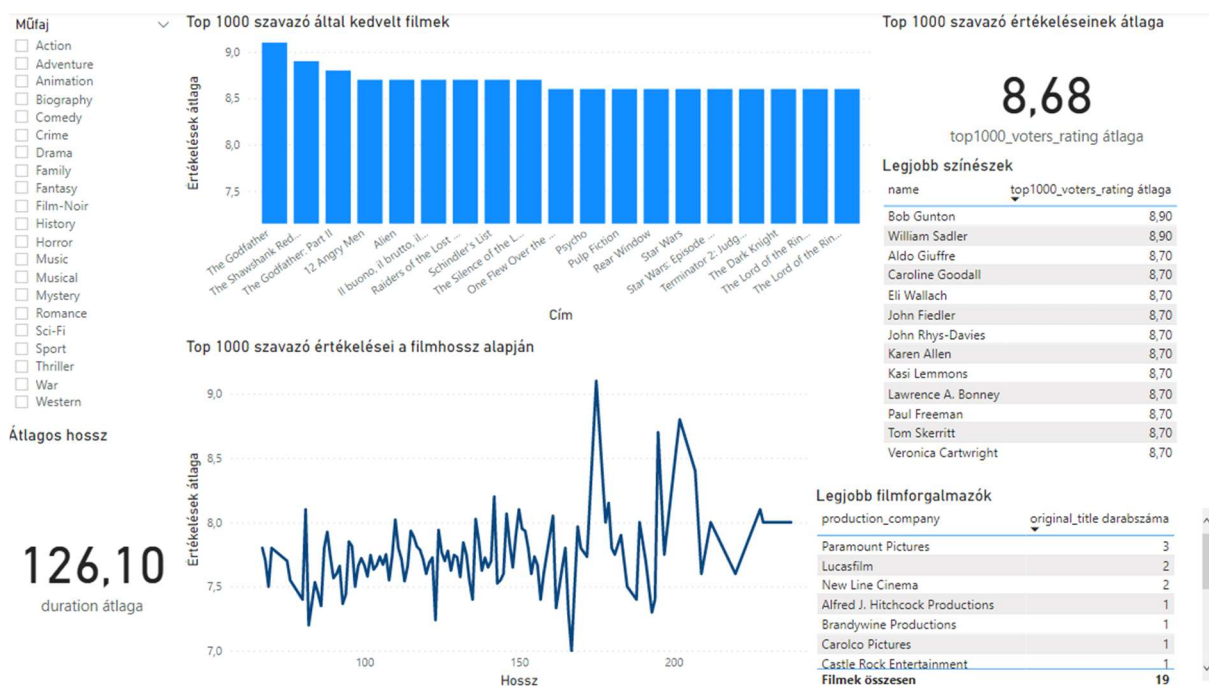 Műfaj
Action
Adventure
Animation
Biography
Comedy
Crime
Drama
Family
Fantasy
Film-Noir
History
Horror
Music
Musical
Mystery
Romance
Sci-Fi
Sport
Thriller
War
Western
Átlagos hossz
126,10
duration átlaga
Top 1000 szavazó által kedvelt filmek
Értékelések átlaga
9,0
8,5
8,0
7,5
The Godfather
The Shawshank Red...
The Godfather: Part II
12 Angry Men
Alien
Il buono, il brutto, il...
Raiders of the Lost ...
Schindler's List
The Silence of the L...
One Flew Over the ...
Psycho
Pulp Fiction
Rear Window
Star Wars
Star Wars: Episode ...
Terminator 2: Judg...
The Dark Knight
The Lord of the Rin...
The Lord of the Rin...
Cím
Top 1000 szavazó értékelései a filmhossz alapján
Értékelések átlaga
9,0
8,5
8,0
7,5
7,0
100
150
200
Hossz
Top 1000 szavazó értékeléseinek átlaga
8,68
top1000_voters_rating átlaga
Legjobb színészek
name top1000_voters_rating átlaga
Bob Gunton 8,90
William Sadler 8,90
Aldo Giuffre 8,70
Caroline Goodall 8,70
Eli Wallach 8,70
John Fiedler 8,70
John Rhys-Davies 8,70
Karen Allen 8,70
Kasi Lemmons 8,70
Lawrence A. Bonney 8,70
Paul Freeman 8,70
Tom Skerritt 8,70
Veronica Cartwright 8,70
Legjobb filmforgalmazók
production_company original_title darabszáma
Paramount Pictures 3
Lucasfilm 2
New Line Cinema 2
Alfred J. Hitchcock Productions 1
Brandywine Productions 1
Carolco Pictures 1
Castle Rock Entertainment 1
Filmek összesen 19